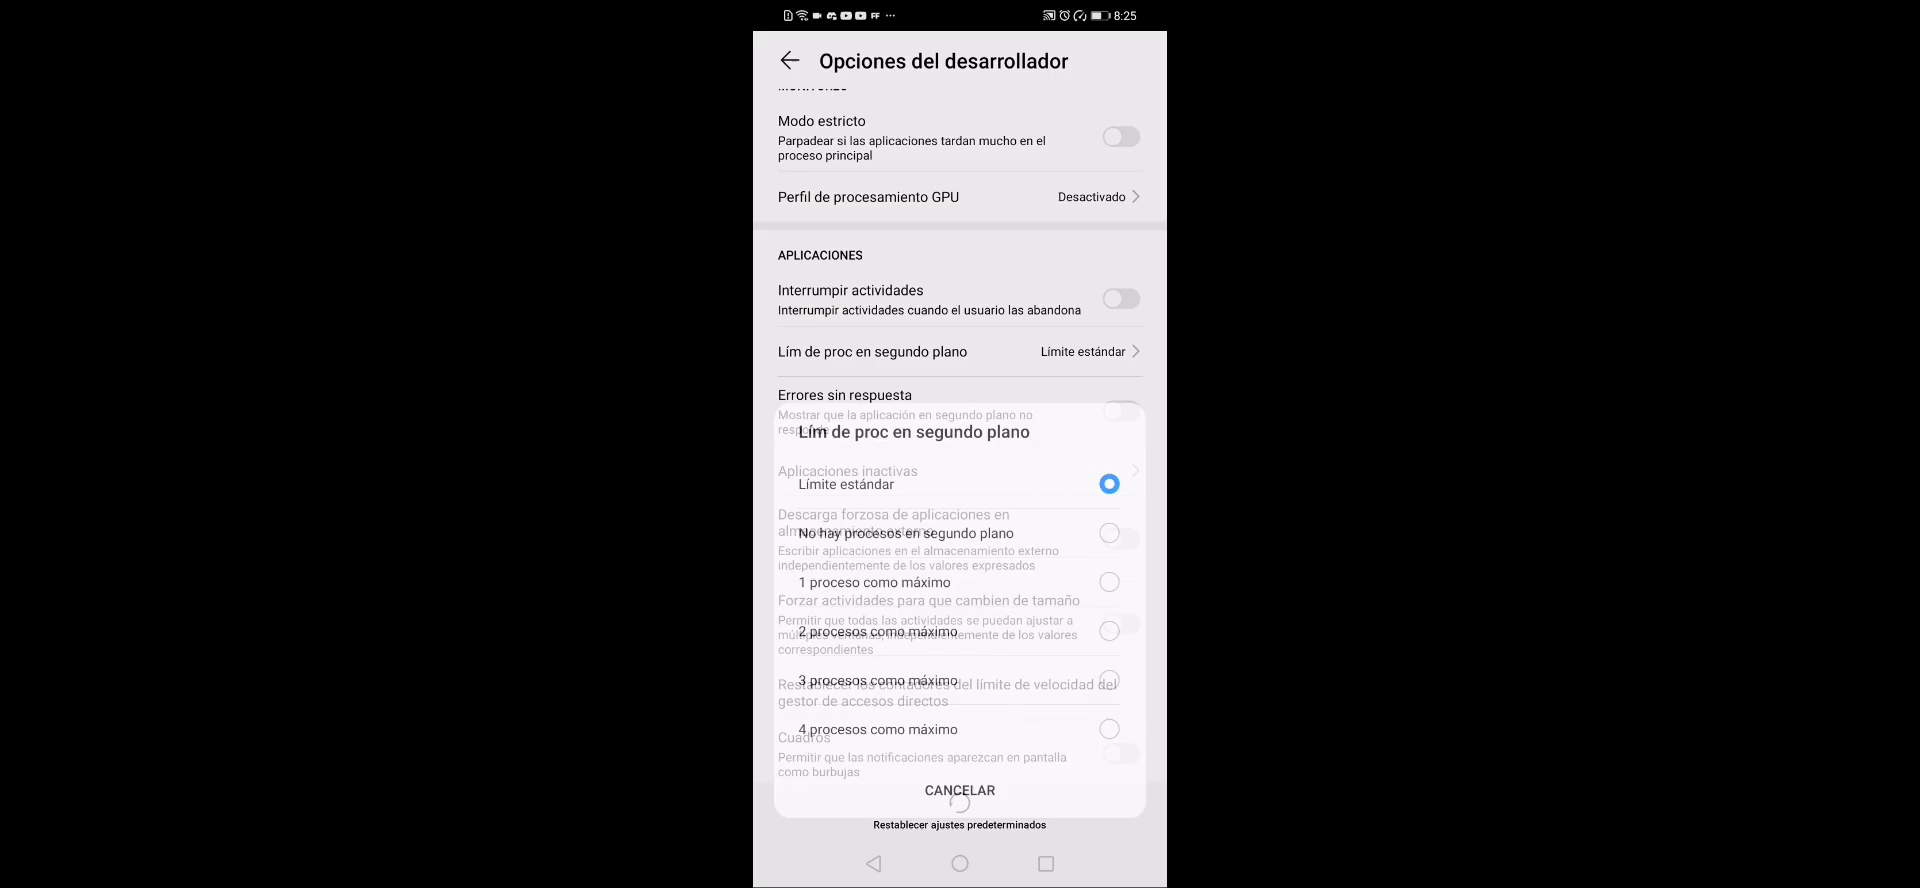 FF ... 8:25
Opciones del desarrollador
Modo estricto
Parpadear si las aplicaciones tardan mucho en el
proceso principal
Perfil de procesamiento GPU Desactivado
APLICACIONES
Interrumpir actividades
Interrumpir actividades cuando el usuario las abandona
Lím de proc en segundo plano Límite estándar
Errores sin respuesta
Mostrar que la aplicación en segundo plano no
Lím de proc en segundo plano
Aplicaciones inactivas
Límite estándar
Descarga forzosa de aplicaciones en
almacenamiento externo
No hay procesos en segundo plano
Escribir aplicaciones en el almacenamiento externo
independientemente de los valores expresados
1 proceso como máximo
Forzar actividades para que cambien de tamaño
Permitir que todas las actividades se puedan ajustar a
2 procesos como máximo
múltiples ventanas, independientemente de los valores
correspondientes
3 procesos como máximo
Restablecer los contadores del límite de velocidad del
gestor de accesos directos
4 procesos como máximo
Cuadros
Permitir que las notificaciones aparezcan en pantalla
como burbujas
CANCELAR
Restablecer ajustes predeterminados